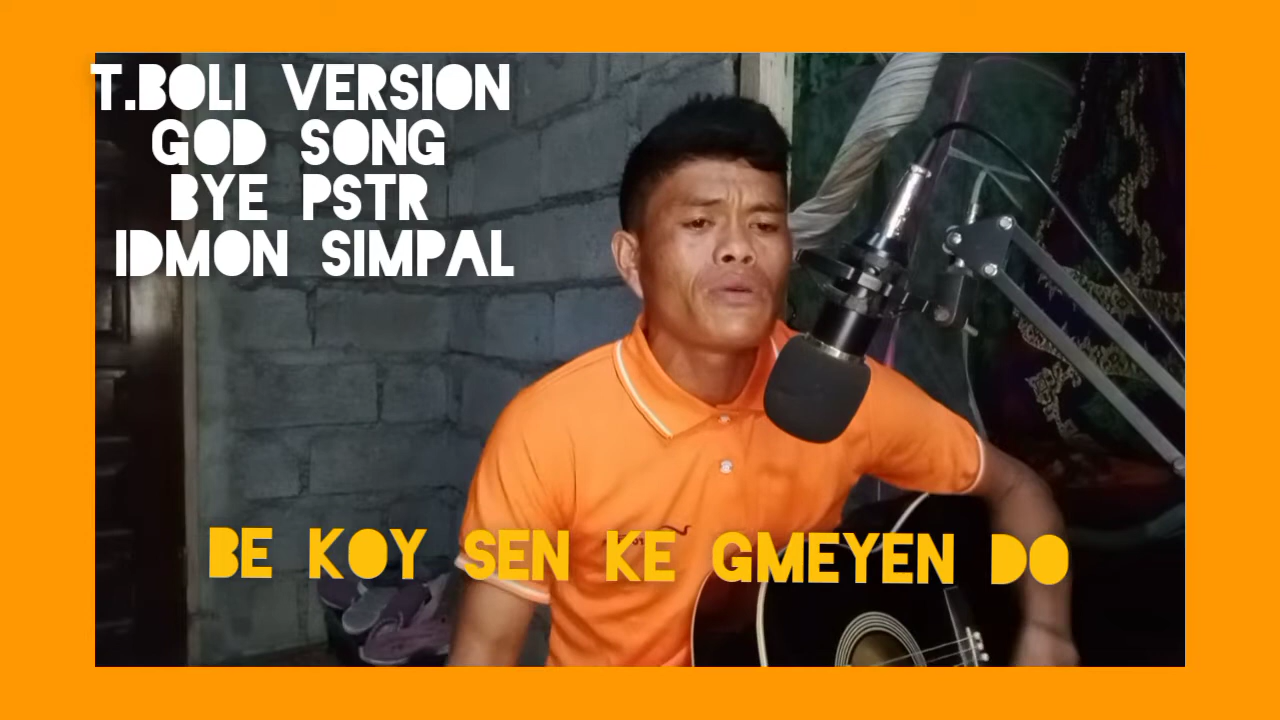 T.BOLI VERSION
GOD SONG
BYE PSTR
IDMON SIMPAL
BE KOY SEN KE GMEYEN DO